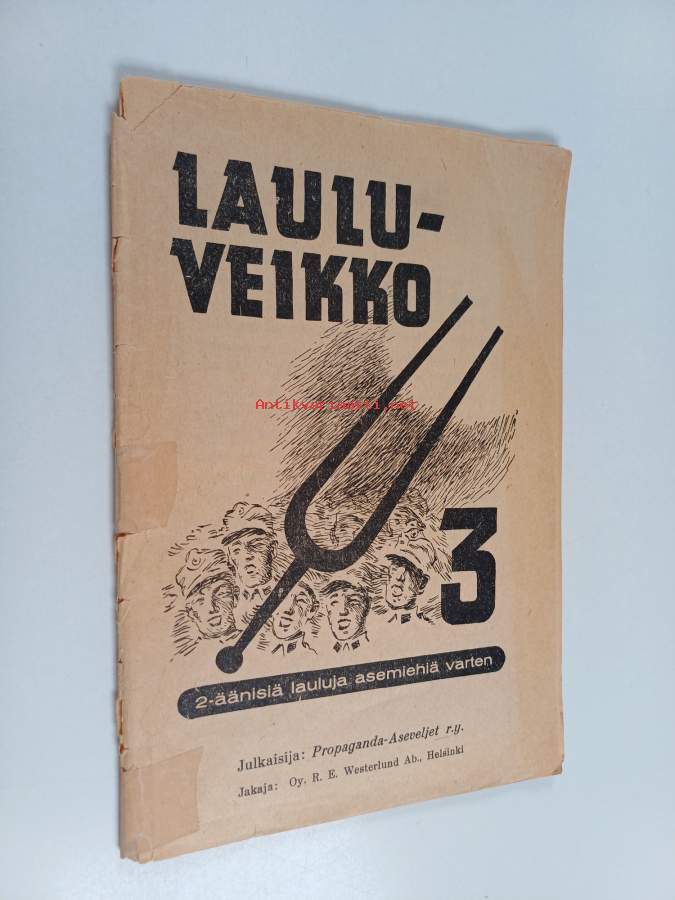 LAULU-
VEIKKO
Antikvariaatti.net
3
2-äänisiä lauluja asemiehiä varten
Julkaisija: Propaganda-Aseveljet r.y.
Jakaja: Oy. R. E. Westerlund Ab., Helsinki